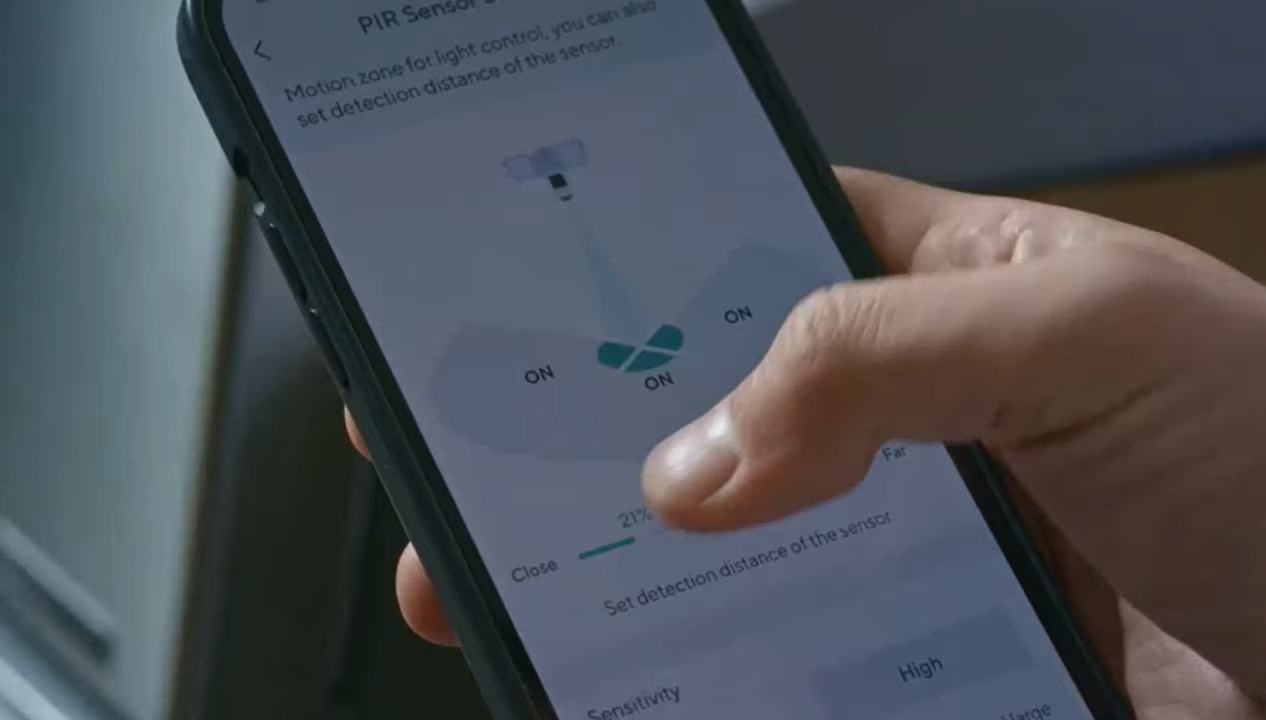 PIR Sensor
Motion zone for light control, you can also
set detection distance of the sensor.
ON
ON
ON
Far
21%
Close
Set detection distance of the sensor
High
Sensitivity